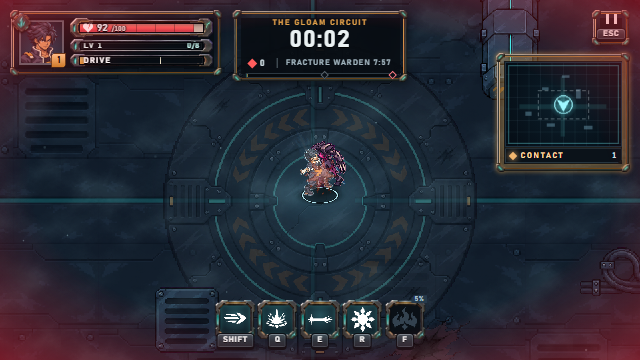 92 /100
LV 1 0/6
1 DRIVE
THE GLOAM CIRCUIT
00:02
0 | FRACTURE WARDEN 7:57
ESC
CONTACT 1
5%
SHIFT Q E R F